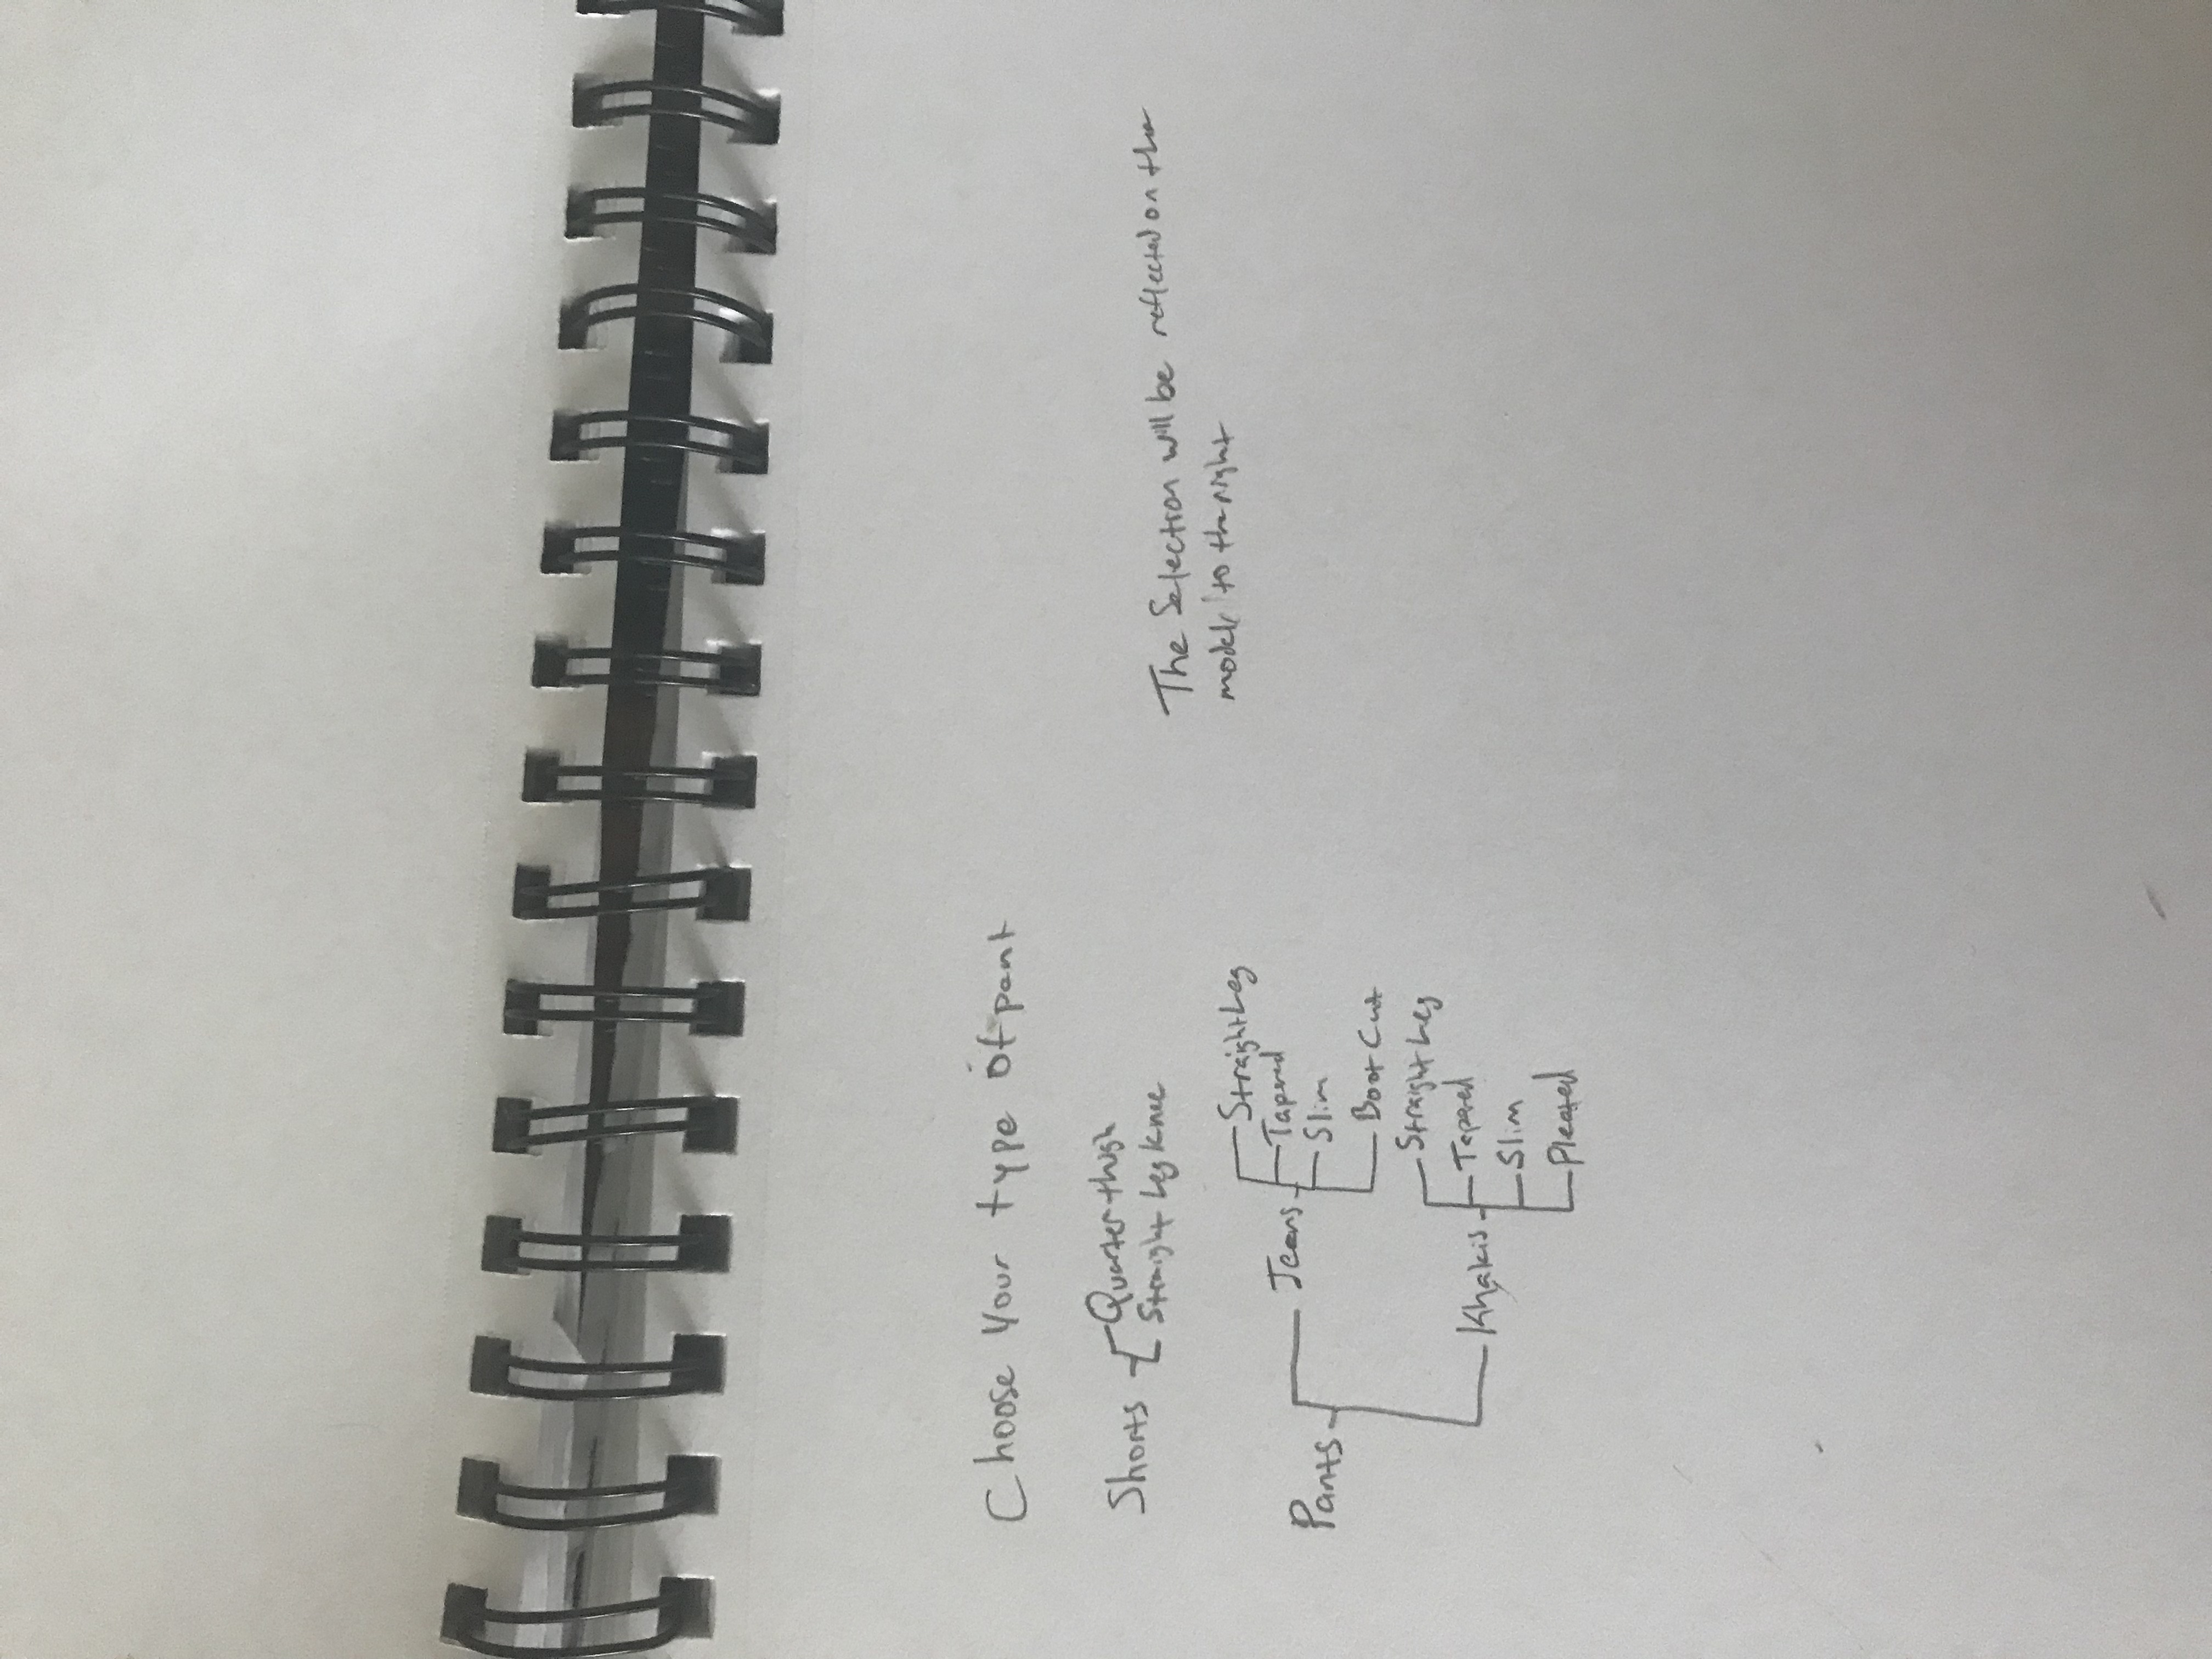 Choose Your type of pant
Shorts
Quarter thigh
Straight Leg Knee
The Selection will be reflected on the
model to the right
Pants
Jeans
Straight Leg
Tapered
Slim
Boot Cut
Khakis
Straight Leg
Tapered
Slim
Pleated